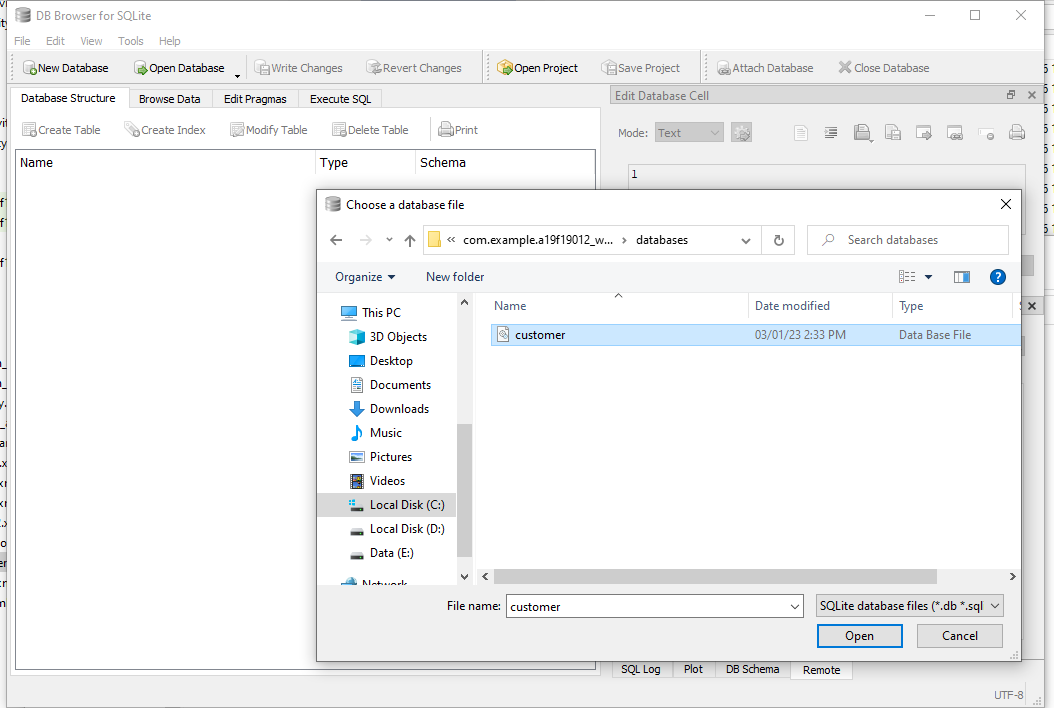 DB Browser for SQLite
File Edit View Tools Help
New Database Open Database Write Changes Revert Changes Open Project Save Project Attach Database Close Database
Database Structure Browse Data Edit Pragmas Execute SQL
Edit Database Cell
Create Table Create Index Modify Table Delete Table Print
Mode: Text
Name Type Schema
1
Choose a database file
« com.example.a19f19012_w... › databases
Search databases
Organize New folder
Name Date modified Type
customer 03/01/23 2:33 PM Data Base File
This PC
3D Objects
Desktop
Documents
Downloads
Music
Pictures
Videos
Local Disk (C:)
Local Disk (D:)
Data (E:)
Network
File name: customer SQLite database files (*.db *.sql
Open Cancel
SQL Log Plot DB Schema Remote
UTF-8